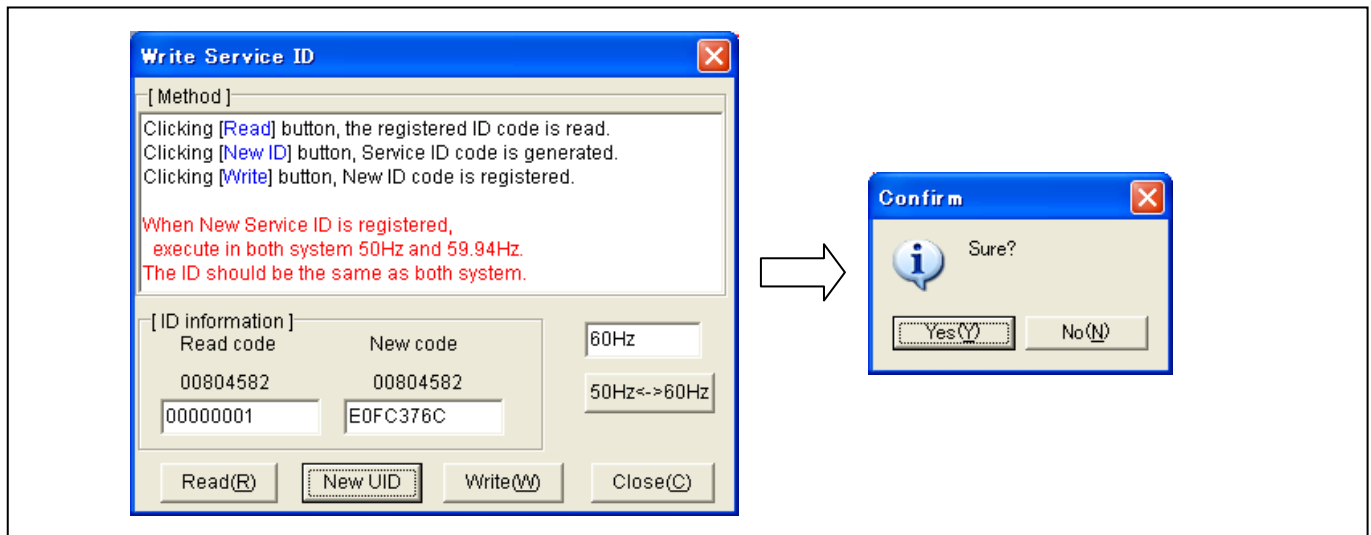 Write Service ID
[ Method ]
Clicking [Read] button, the registered ID code is read.
Clicking [New ID] button, Service ID code is generated.
Clicking [Write] button, New ID code is registered.
When New Service ID is registered,
execute in both system 50Hz and 59.94Hz.
The ID should be the same as both system.
[ ID information ]
Read code New code
00804582 00804582
00000001 E0FC376C
60Hz
50Hz<->60Hz
Read(R) New UID Write(W) Close(C)
Confirm
Sure?
Yes(Y) No(N)